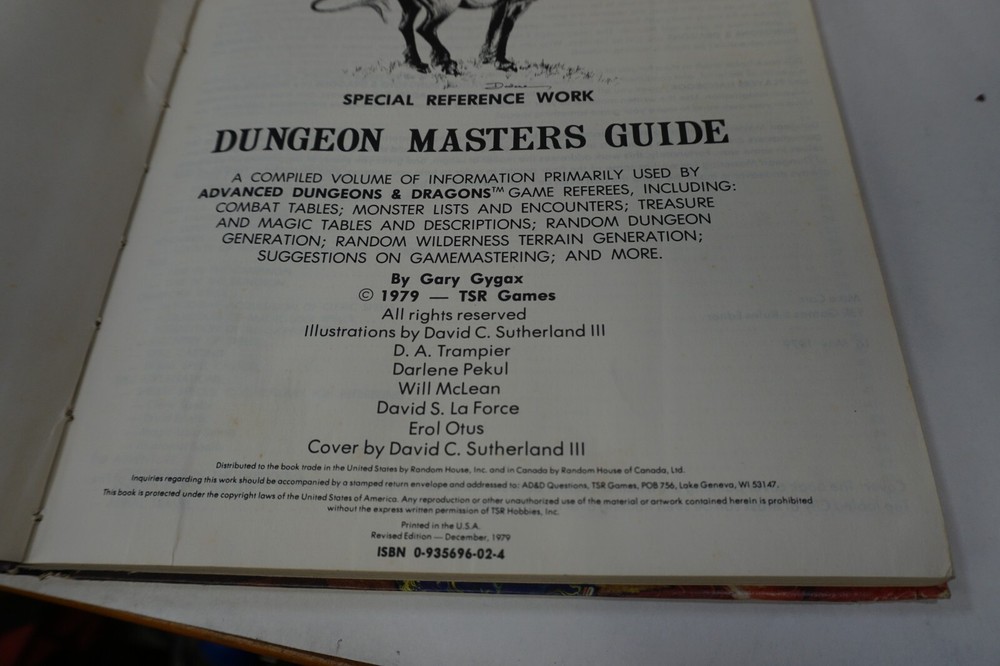 SPECIAL REFERENCE WORK
DUNGEON MASTERS GUIDE
A COMPILED VOLUME OF INFORMATION PRIMARILY USED BY
ADVANCED DUNGEONS & DRAGONS™ GAME REFEREES, INCLUDING:
COMBAT TABLES; MONSTER LISTS AND ENCOUNTERS; TREASURE
AND MAGIC TABLES AND DESCRIPTIONS; RANDOM DUNGEON
GENERATION; RANDOM WILDERNESS TERRAIN GENERATION;
SUGGESTIONS ON GAMEMASTERING; AND MORE.
By Gary Gygax
© 1979 — TSR Games
All rights reserved
Illustrations by David C. Sutherland III
D. A. Trampier
Darlene Pekul
Will McLean
David S. La Force
Erol Otus
Cover by David C. Sutherland III
Distributed to the book trade in the United States by Random House, Inc. and in Canada by Random House of Canada, Ltd.
Inquiries regarding this work should be accompanied by a stamped return envelope and addressed to: AD&D Questions, TSR Games, POB 756, Lake Geneva, WI 53147.
This book is protected under the copyright laws of the United States of America. Any reproduction or other unauthorized use of the material or artwork contained herein is prohibited
without the express written permission of TSR Hobbies, Inc.
Printed in the U.S.A.
Revised Edition — December, 1979
ISBN 0-935696-02-4